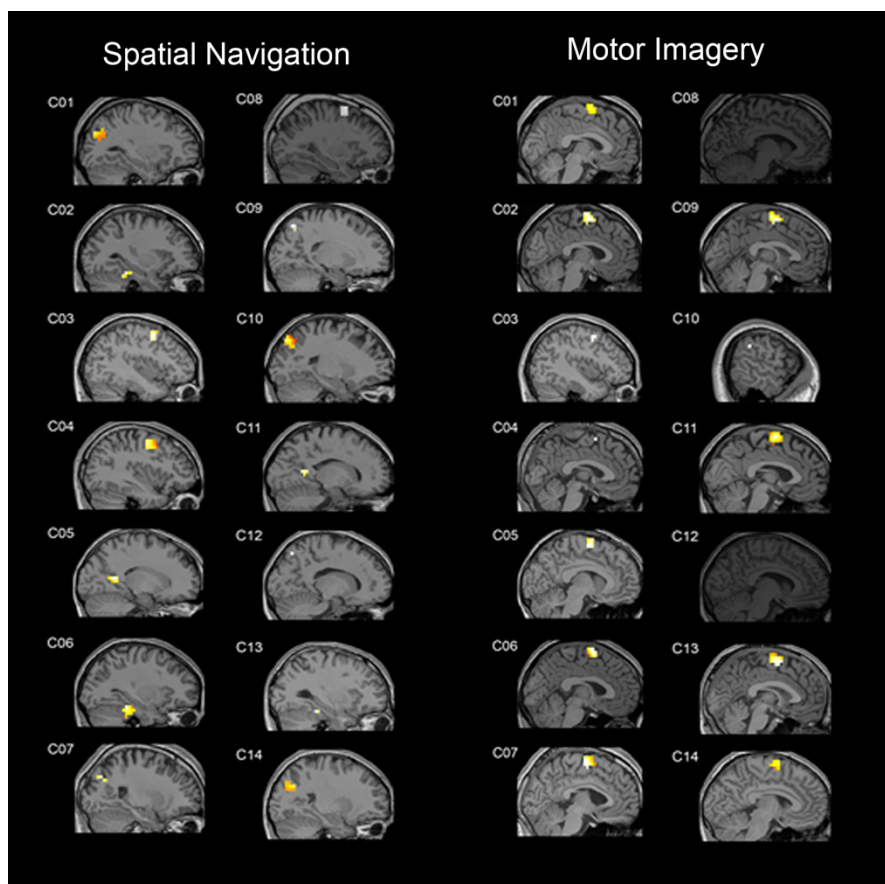 Spatial Navigation
Motor Imagery
C01 C08 C01 C08
C02 C09 C02 C09
C03 C10 C03 C10
C04 C11 C04 C11
C05 C12 C05 C12
C06 C13 C06 C13
C07 C14 C07 C14